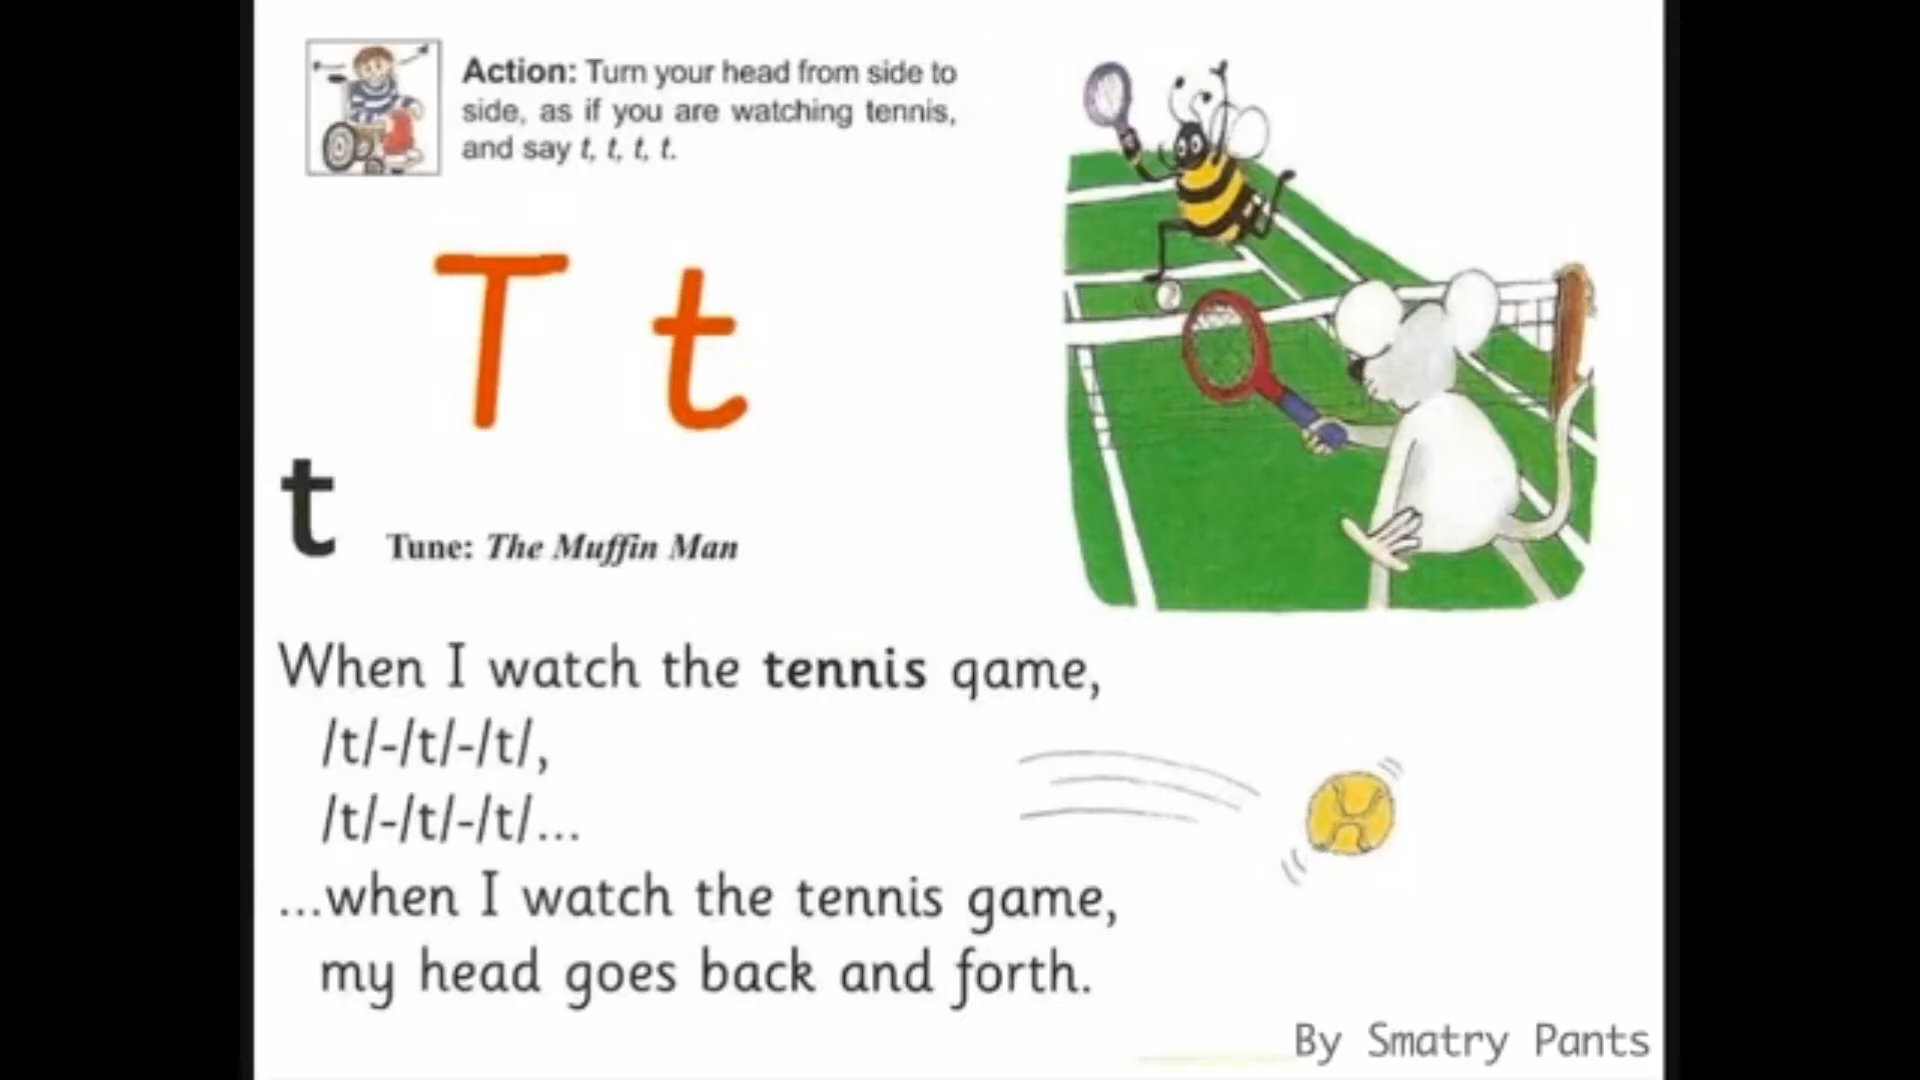 Action: Turn your head from side to
side, as if you are watching tennis,
and say t, t, t, t.
T t
t
Tune: The Muffin Man
When I watch the tennis game,
/t/-/t/-/t/,
/t/-/t/-/t/...
...when I watch the tennis game,
my head goes back and forth.
By Smatry Pants